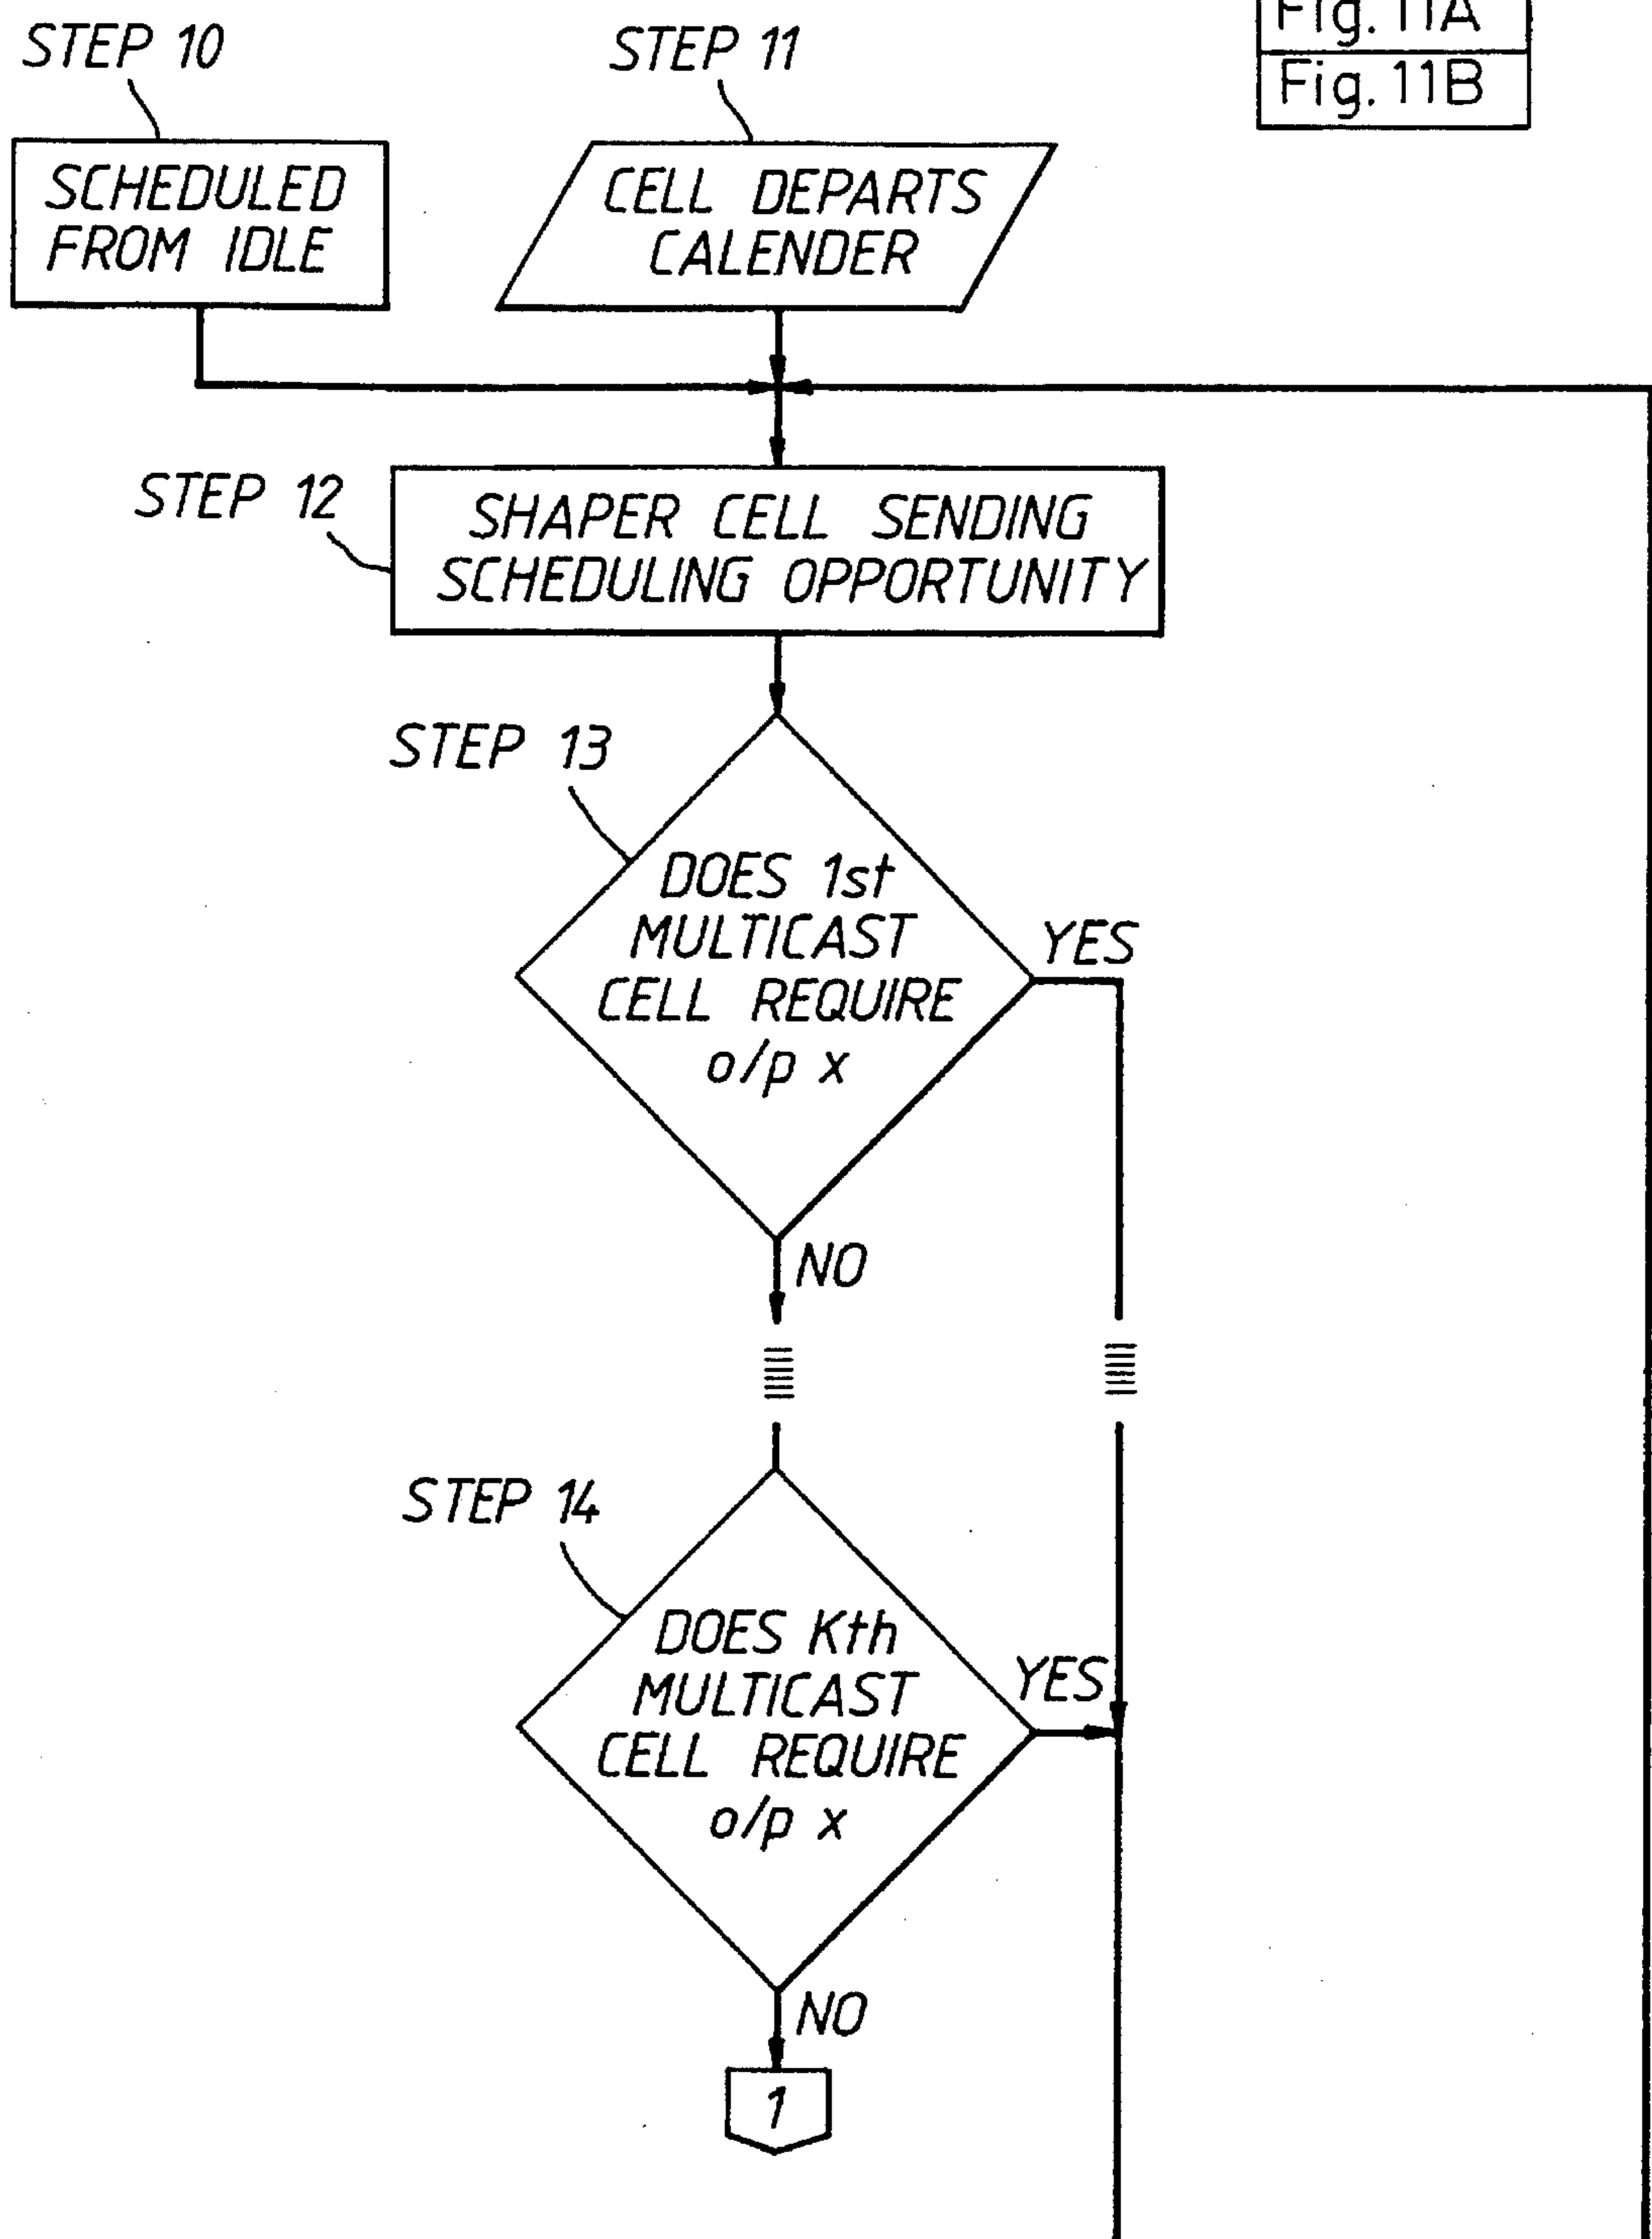 Fig. 11A
Fig. 11B
STEP 10
STEP 11
SCHEDULED
FROM IDLE
CELL DEPARTS
CALENDER
STEP 12
SHAPER CELL SENDING
SCHEDULING OPPORTUNITY
STEP 13
DOES 1st
MULTICAST
CELL REQUIRE
o/p x
YES
NO
STEP 14
DOES Kth
MULTICAST
CELL REQUIRE
o/p x
YES
NO
1